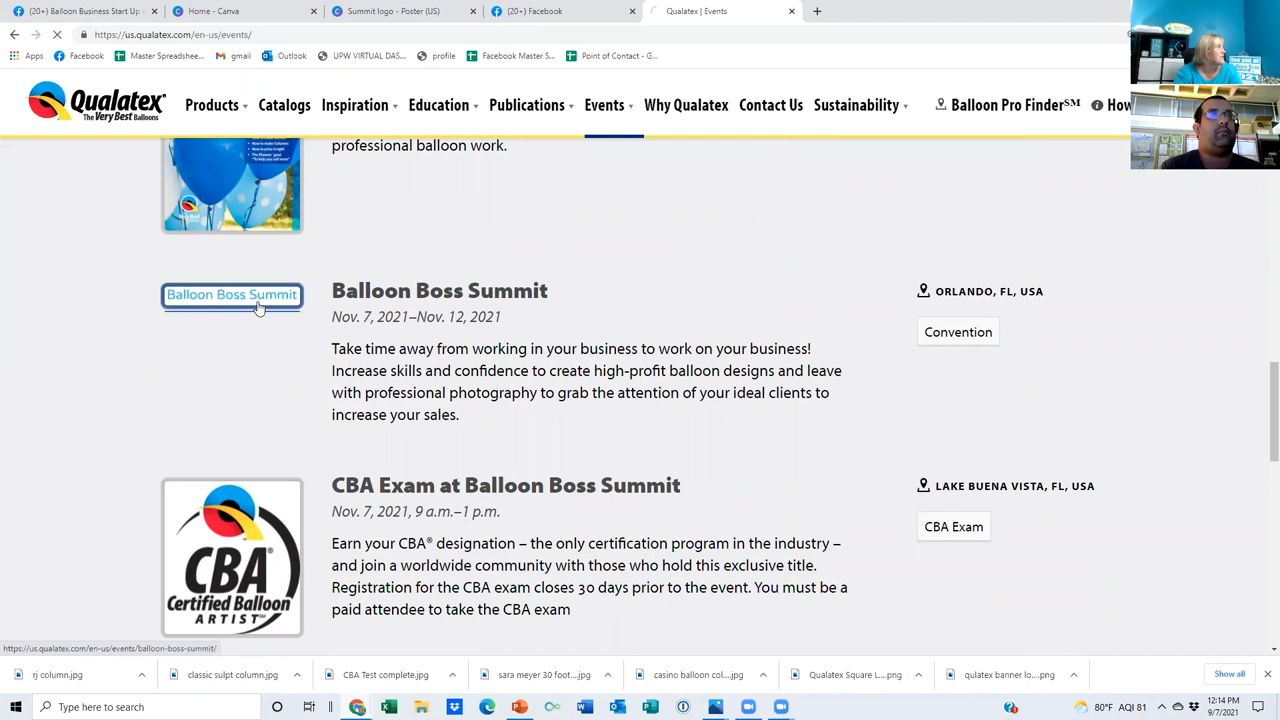 (20+) Balloon Business Start Up
Home - Canva
Summit logo - Poster (US)
(20+) Facebook
Qualatex | Events
https://us.qualatex.com/en-us/events/
Apps
Facebook
Master Spreadshee...
gmail
Outlook
UPW VIRTUAL DAS...
profile
Facebook Master S...
Point of Contact - G...
Qualatex
The Very Best Balloons
Products
Catalogs
Inspiration
Education
Publications
Events
Why Qualatex
Contact Us
Sustainability
Balloon Pro Finder℠
How
professional balloon work.
Balloon Boss Summit
Balloon Boss Summit
Nov. 7, 2021–Nov. 12, 2021
Take time away from working in your business to work on your business!
Increase skills and confidence to create high-profit balloon designs and leave
with professional photography to grab the attention of your ideal clients to
increase your sales.
ORLANDO, FL, USA
Convention
CBA
Certified Balloon
ARTIST℠
CBA Exam at Balloon Boss Summit
Nov. 7, 2021, 9 a.m.–1 p.m.
Earn your CBA® designation – the only certification program in the industry –
and join a worldwide community with those who hold this exclusive title.
Registration for the CBA exam closes 30 days prior to the event. You must be a
paid attendee to take the CBA exam
LAKE BUENA VISTA, FL, USA
CBA Exam
https://us.qualatex.com/en-us/events/balloon-boss-summit/
rj column.jpg
classic sulpt column.jpg
CBA Test complete.jpg
sara meyer 30 foot....jpg
casino balloon col...jpg
Qualatex Square L....png
qulatex banner lo....png
Show all
Type here to search
80°F AQI 81
12:14 PM
9/7/2021